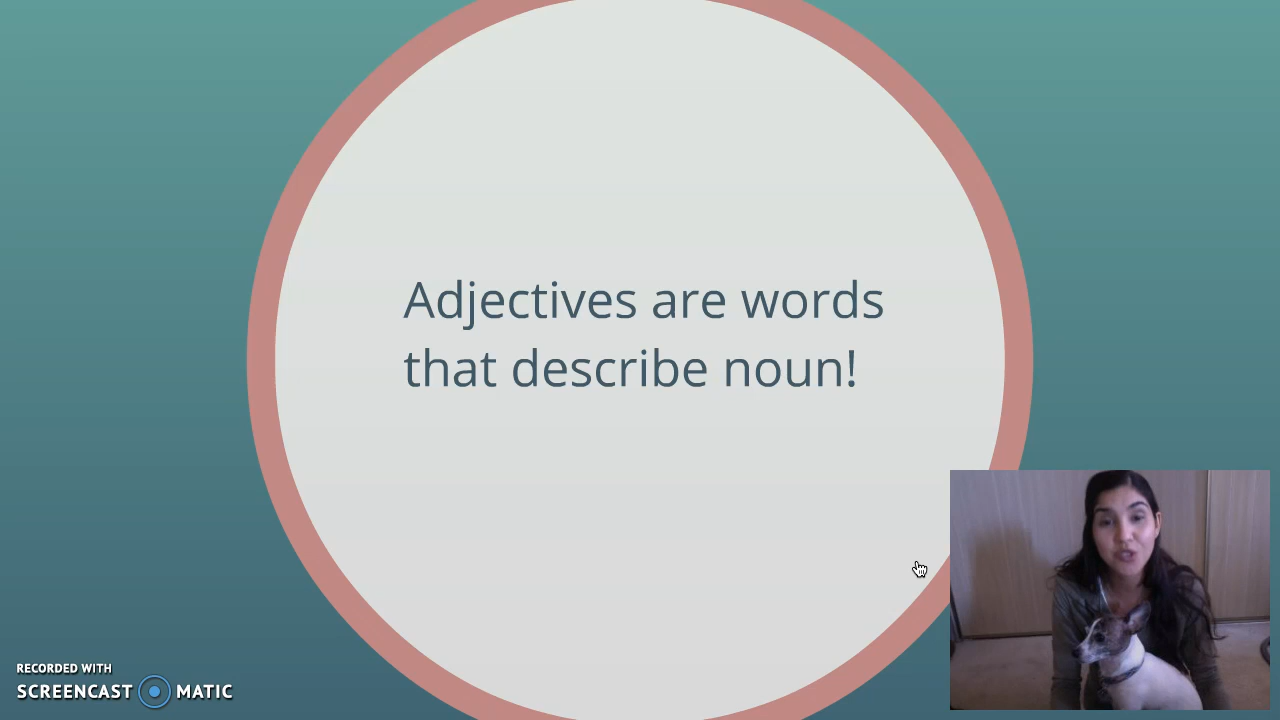 Adjectives are words
that describe noun!
RECORDED WITH
SCREENCAST MATIC